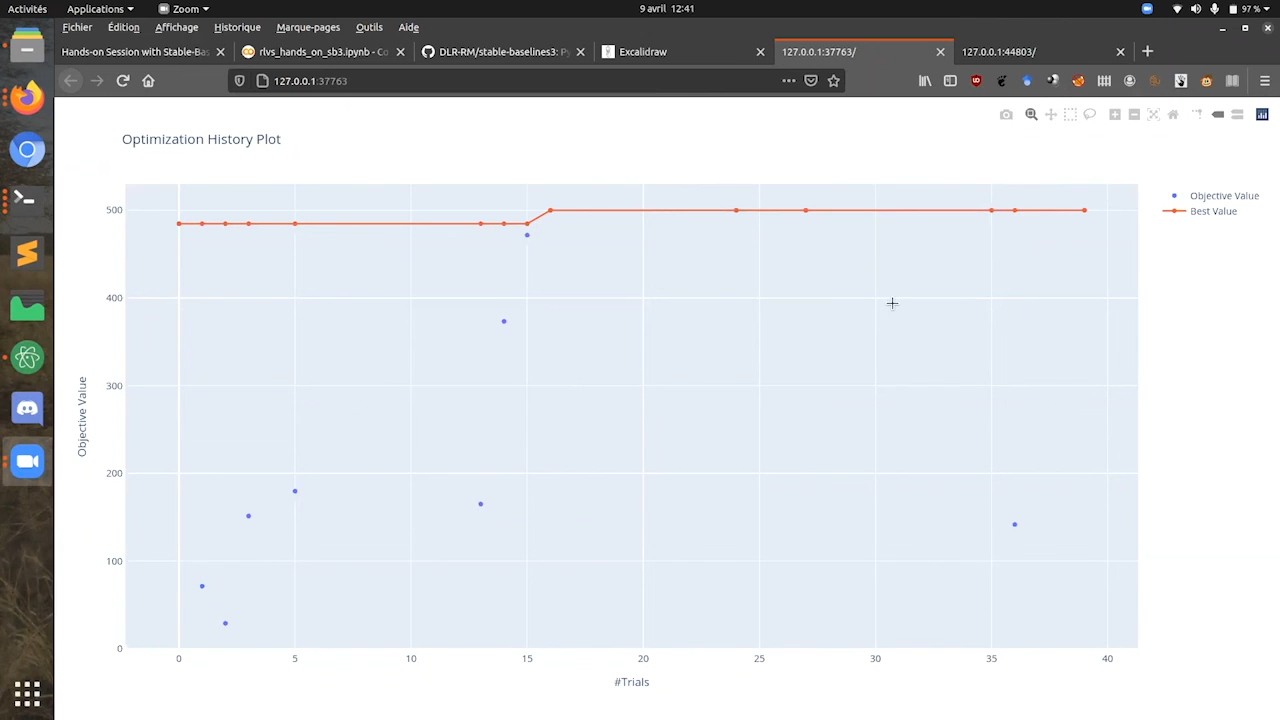 Activités Applications Zoom 9 avril 12:41 97 %
Fichier Édition Affichage Historique Marque-pages Outils Aide
Hands-on Session with Stable-Bas rlvs_hands_on_sb3.ipynb - Co DLR-RM/stable-baselines3: Py Excalidraw 127.0.0.1:37763/ 127.0.0.1:44803/
127.0.0.1:37763
Optimization History Plot
Objective Value
Best Value
500
400
300
200
100
0
Objective Value
0 5 10 15 20 25 30 35 40
#Trials